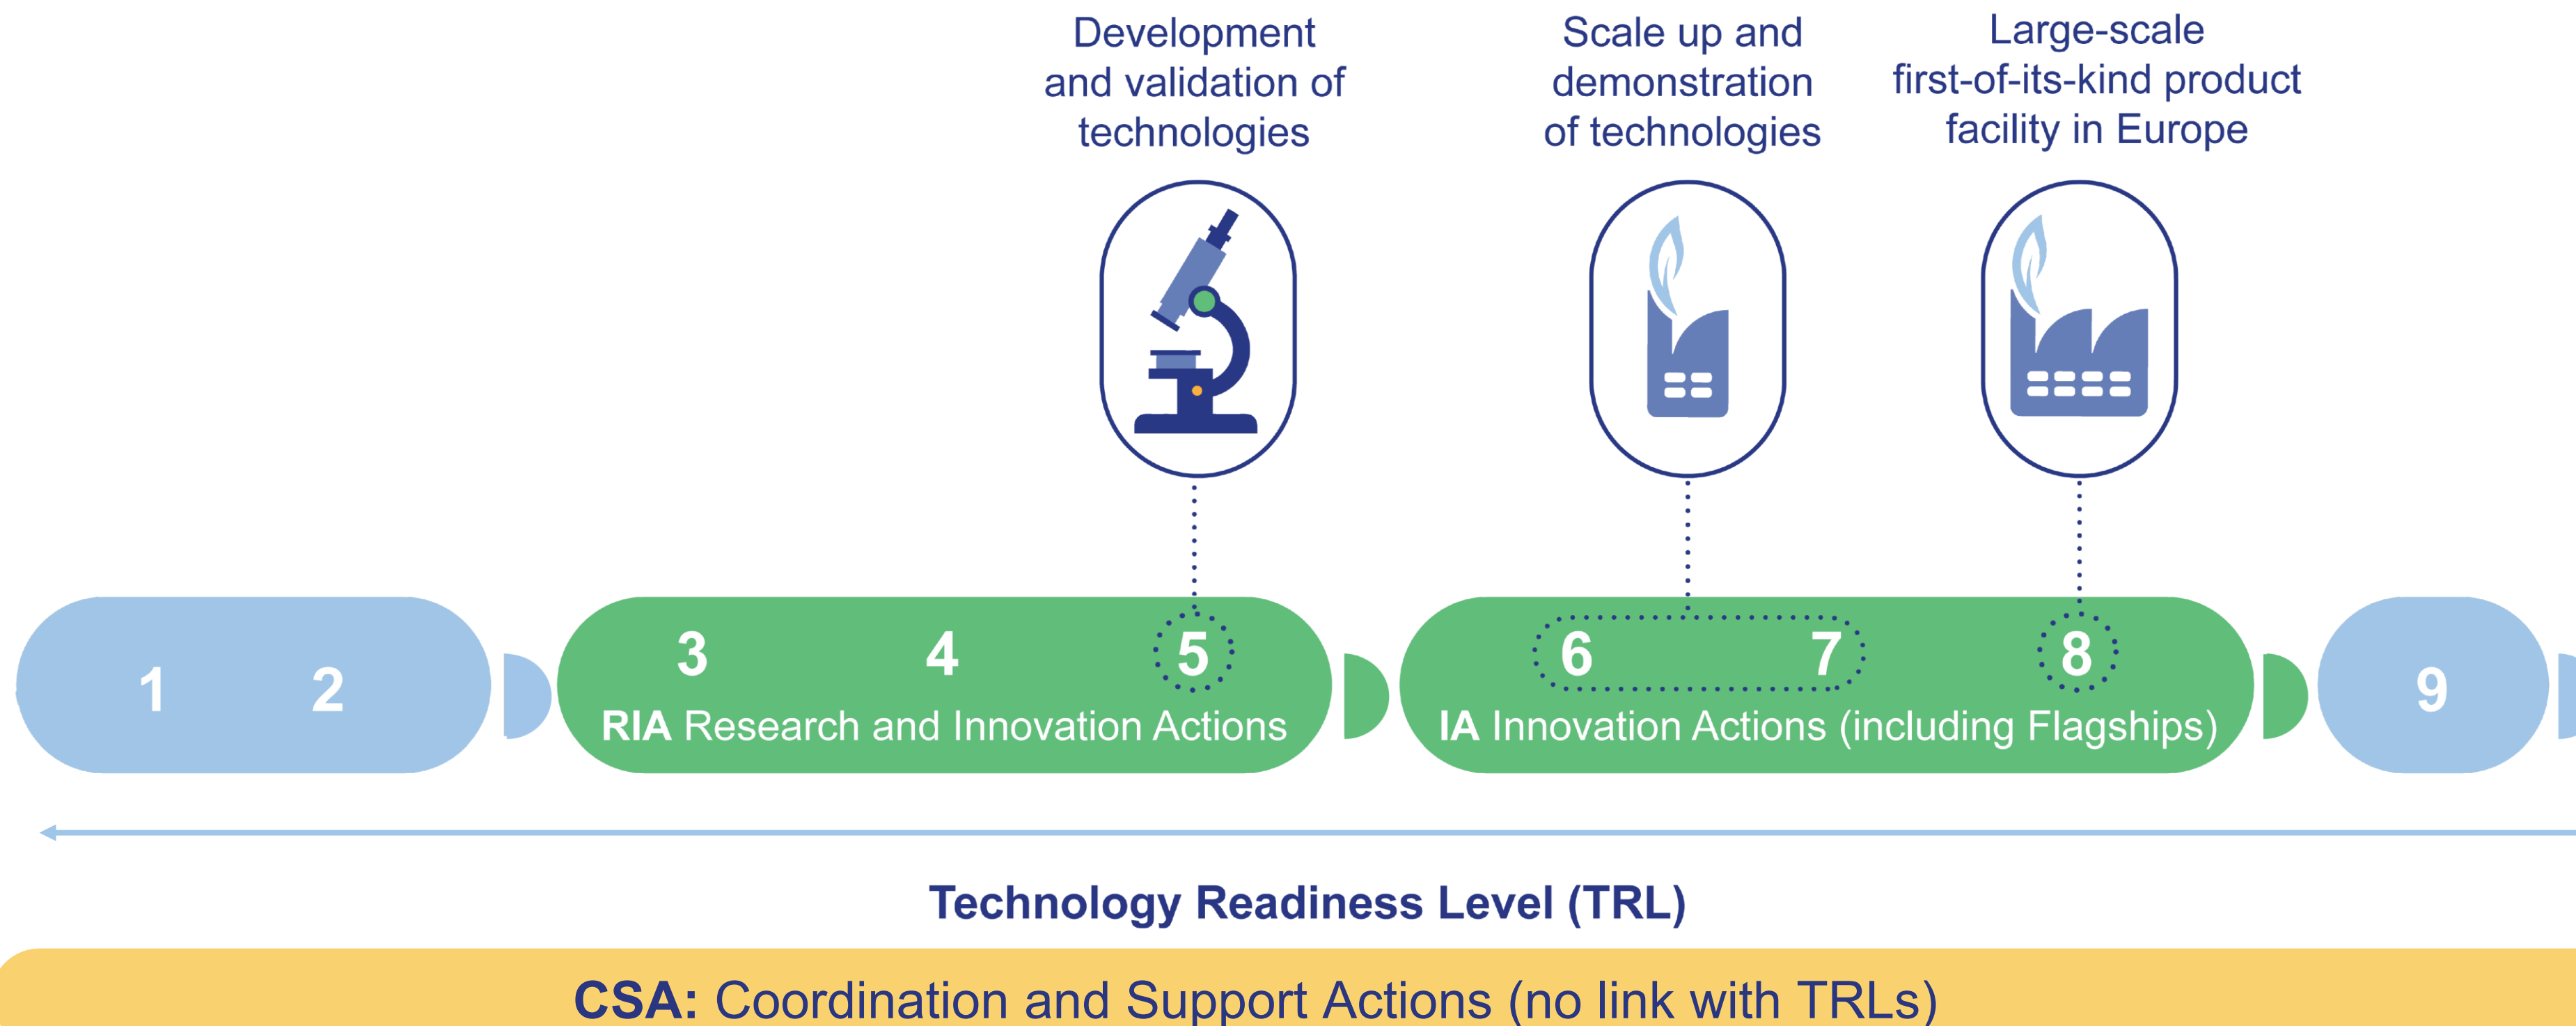 Development
and validation of
technologies
Scale up and
demonstration
of technologies
Large-scale
first-of-its-kind product
facility in Europe
1 2
3 4 5
RIA Research and Innovation Actions
6 7 8
IA Innovation Actions (including Flagships)
9
Technology Readiness Level (TRL)
CSA: Coordination and Support Actions (no link with TRLs)